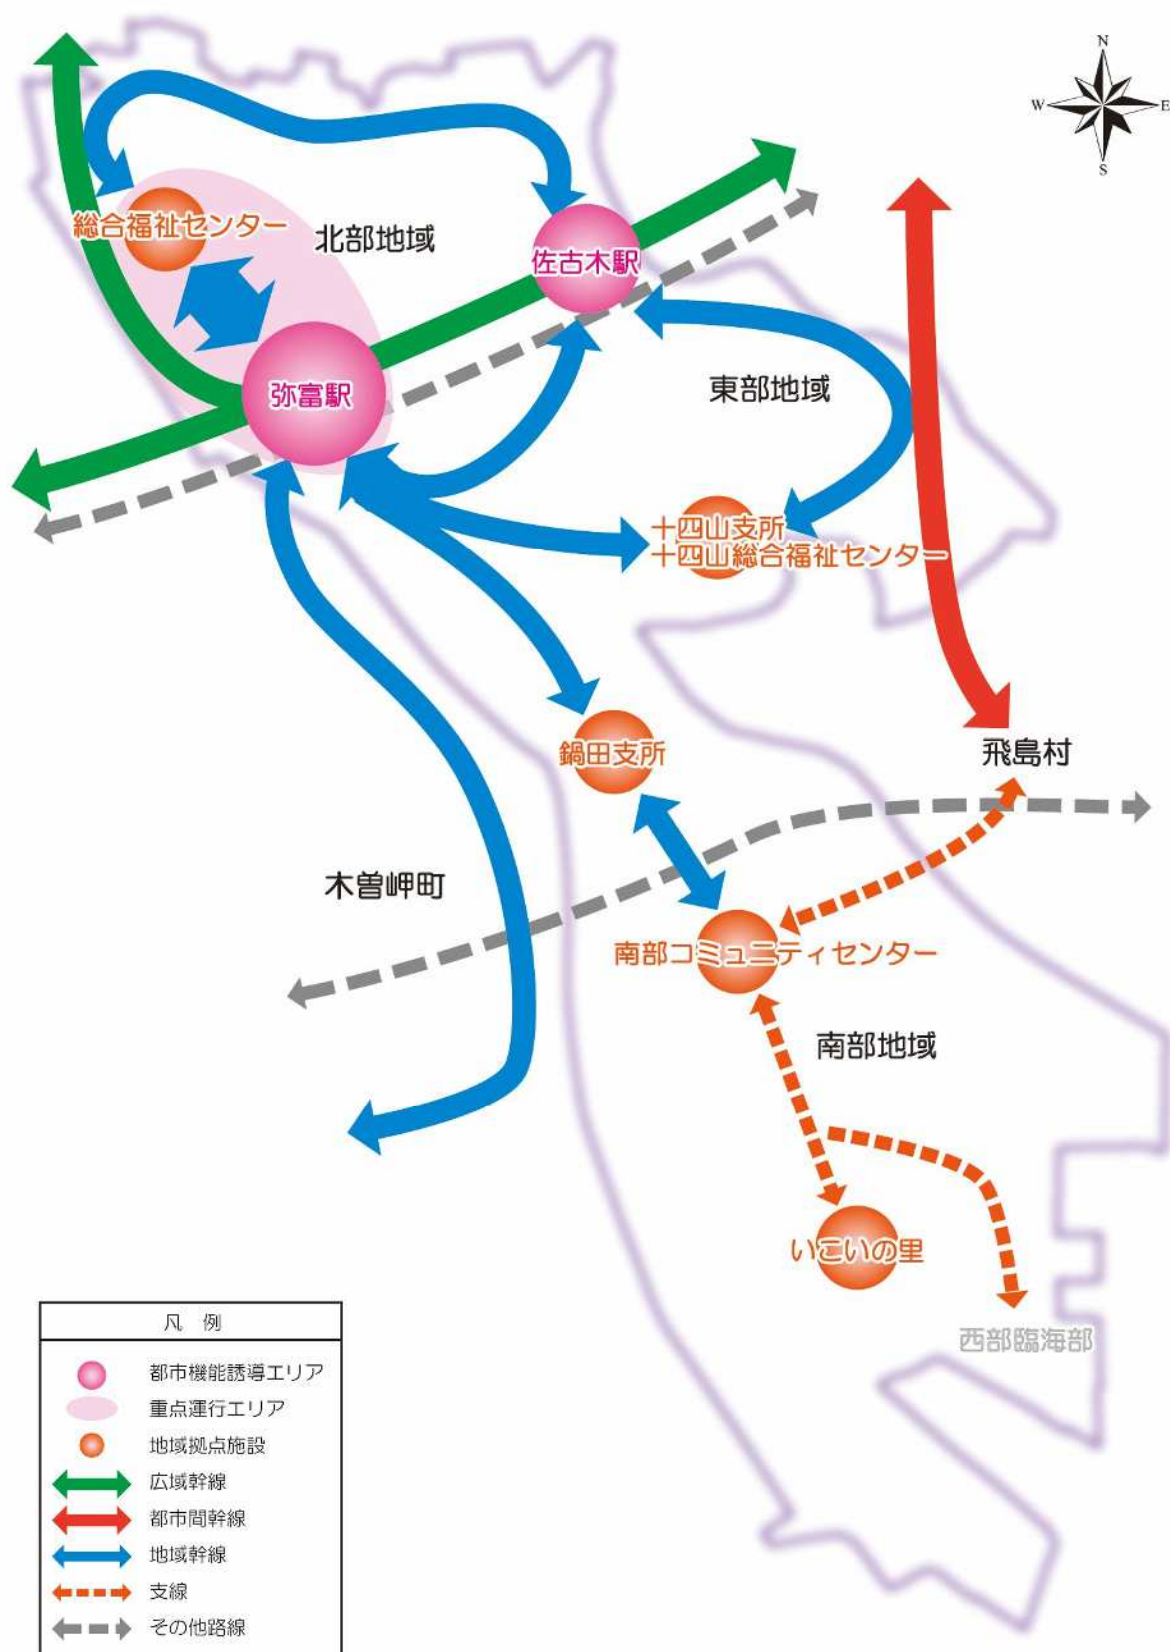 N
W
E
S
総合福祉センター
北部地域
佐古木駅
弥富駅
東部地域
十四山支所
十四山総合福祉センター
鍋田支所
飛島村
木曽岬町
南部コミュニティセンター
南部地域
いこいの里
西部臨海部
凡 例
都市機能誘導エリア
重点運行エリア
地域拠点施設
広域幹線
都市間幹線
地域幹線
支線
その他路線